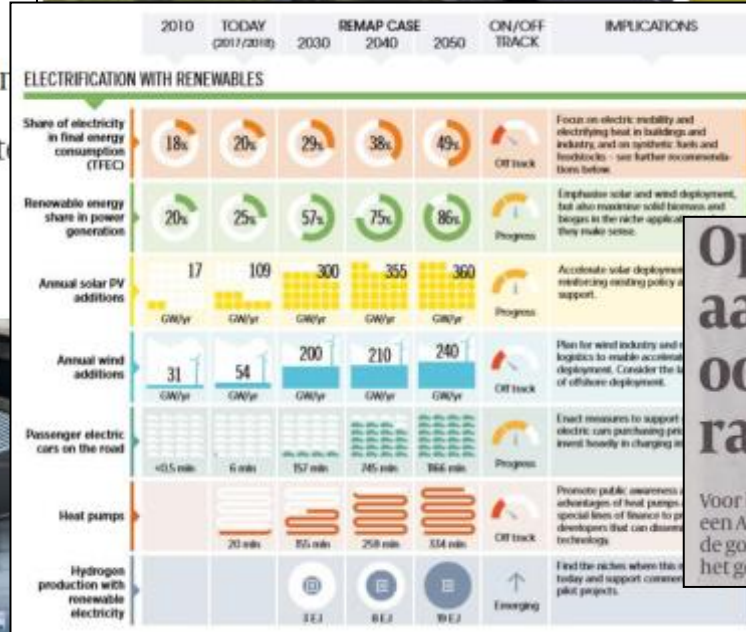 2010 TODAY (2017/2018) REMAP CASE 2030 2040 2050 ON/OFF TRACK IMPLICATIONS
ELECTRIFICATION WITH RENEWABLES
Share of electricity
in final energy
consumption
(TFEC)
18% 20% 29% 38% 49%
Off track
Focus on electric mobility and
electrifying heat in buildings and
industry, and on synthetic fuels and
feedstocks – see further recommenda-
tions below.
Renewable energy
share in power
generation
20% 25% 57% 75% 86%
Progress
Emphasise solar and wind deployment,
but also maximise solid biomass and
biogas in the niche
they make sense.
Annual solar PV
additions
17 109 300 355 360
GW/yr GW/yr GW/yr GW/yr GW/yr
Progress
Accelerate solar deployment
reinforcing existing policy
support.
Annual wind
additions
31 54 200 210 240
GW/yr GW/yr GW/yr GW/yr GW/yr
Off track
Plan for wind industry and
logistics to enable
deployment. Consider the
of offshore deployment.
Passenger electric
cars on the road
<0.5 mln 6 mln 157 mln 745 mln 1166 mln
Progress
Enact measures to support
electric cars purchasing
invest heavily in charging
Heat pumps
20 mln 155 mln 259 mln 334 mln
Off track
Promote public awareness
advantages of heat pumps
special lines of finance to
developers that can
technology.
Hydrogen
production with
renewable
electricity
3 EJ 8 EJ 19 EJ
Emerging
Find the niches where this
today and support
pilot projects.
Voor
een
de
het